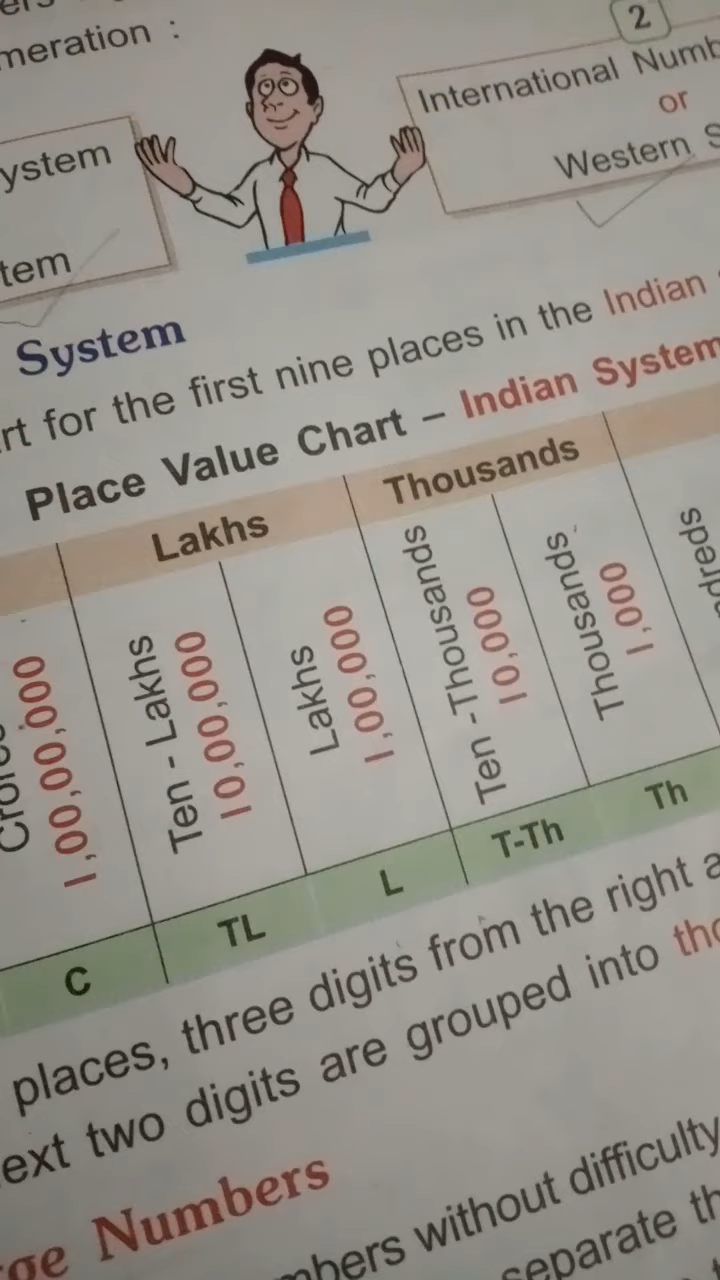 meration :
2
International Numb
or
Western S
ystem
tem
System
rt for the first nine places in the Indian
Place Value Chart – Indian System
Lakhs
Thousands
1,00,00,000
Ten - Lakhs
10,00,000
Lakhs
1,00,000
Ten - Thousands
10,000
Thousands
1,000
dreds
C
TL
L
T-Th
Th
places, three digits from the right a
ext two digits are grouped into tho
ge Numbers
mbers without difficulty
separate th